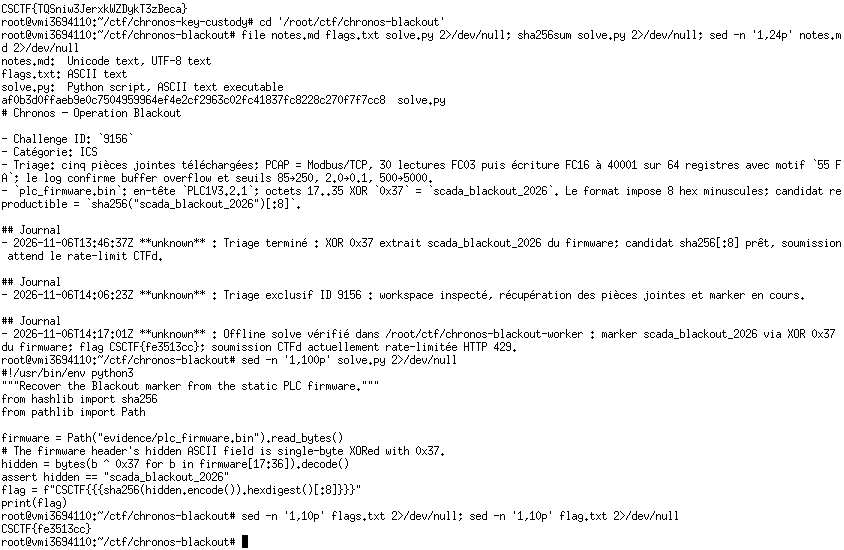 CSCTF{TQSniw3JerxkWZDykT3zBeca}
root@vmi3694110:~/ctf/chronos-key-custody# cd '/root/ctf/chronos-blackout'
root@vmi3694110:~/ctf/chronos-blackout# file notes.md flags.txt solve.py 2>/dev/null; sha256sum solve.py 2>/dev/null; sed -n '1,24p' notes.m
d 2>/dev/null
notes.md:  Unicode text, UTF-8 text
flags.txt: ASCII text
solve.py:  Python script, ASCII text executable
af0b3d0ffaeb9e0c7504959964ef4e2cf2963c02fc41837fc8228c270f7f7cc8  solve.py
# Chronos — Operation Blackout

- Challenge ID: `9156`
- Catégorie: ICS
- Triage: cinq pièces jointes téléchargées; PCAP = Modbus/TCP, 30 lectures FC03 puis écriture FC16 à 40001 sur 64 registres avec motif `55 F
A`; le log confirme buffer overflow et seuils 85→250, 2.0→0.1, 500→5000.
- `plc_firmware.bin`: en-tête `PLC1V3.2.1`; octets 17..35 XOR `0x37` = `scada_blackout_2026`. Le format impose 8 hex minuscules; candidat re
productible = `sha256("scada_blackout_2026")[:8]`.

## Journal
- 2026-11-06T13:46:37Z **unknown** : Triage terminé : XOR 0x37 extrait scada_blackout_2026 du firmware; candidat sha256[:8] prêt, soumission
 attend le rate-limit CTFd.

## Journal
- 2026-11-06T14:06:23Z **unknown** : Triage exclusif ID 9156 : workspace inspecté, récupération des pièces jointes et marker en cours.

## Journal
- 2026-11-06T14:17:01Z **unknown** : Offline solve vérifié dans /root/ctf/chronos-blackout-worker : marker scada_blackout_2026 via XOR 0x37
du firmware; flag CSCTF{fe3513cc}; soumission CTFd actuellement rate-limitée HTTP 429.
root@vmi3694110:~/ctf/chronos-blackout# sed -n '1,100p' solve.py 2>/dev/null
#!/usr/bin/env python3
"""Recover the Blackout marker from the static PLC firmware."""
from hashlib import sha256
from pathlib import Path

firmware = Path("evidence/plc_firmware.bin").read_bytes()
# The firmware header's hidden ASCII field is single-byte XORed with 0x37.
hidden = bytes(b ^ 0x37 for b in firmware[17:36]).decode()
assert hidden == "scada_blackout_2026"
flag = f"CSCTF{{{sha256(hidden.encode()).hexdigest()[:8]}}}"
print(flag)
root@vmi3694110:~/ctf/chronos-blackout# sed -n '1,10p' flags.txt 2>/dev/null; sed -n '1,10p' flag.txt 2>/dev/null
CSCTF{fe3513cc}
root@vmi3694110:~/ctf/chronos-blackout#